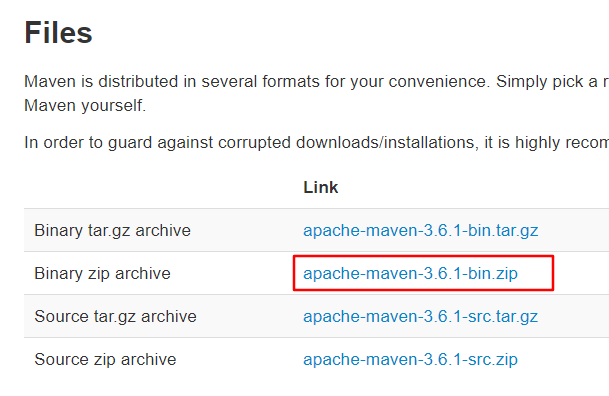 Files
Maven is distributed in several formats for your convenience. Simply pick a r
Maven yourself.
In order to guard against corrupted downloads/installations, it is highly recom
Link
Binary tar.gz archive apache-maven-3.6.1-bin.tar.gz
Binary zip archive apache-maven-3.6.1-bin.zip
Source tar.gz archive apache-maven-3.6.1-src.tar.gz
Source zip archive apache-maven-3.6.1-src.zip